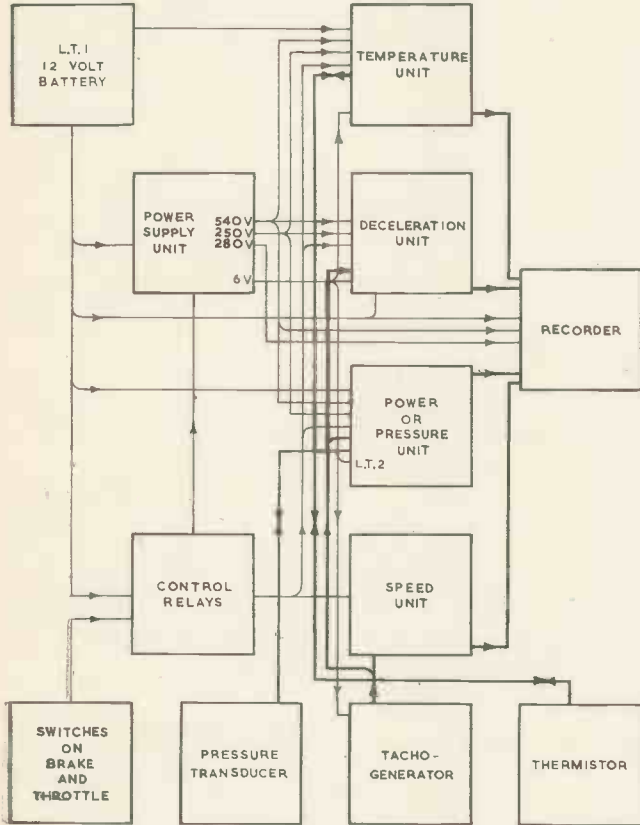 L.T.1
12 VOLT
BATTERY
TEMPERATURE
UNIT
POWER
SUPPLY
UNIT
540V
250V
280V
6V
DECELERATION
UNIT
RECORDER
POWER
OR
PRESSURE
UNIT
L.T.2
CONTROL
RELAYS
SPEED
UNIT
SWITCHES
ON
BRAKE
AND
THROTTLE
PRESSURE
TRANSDUCER
TACHO-
GENERATOR
THERMISTOR